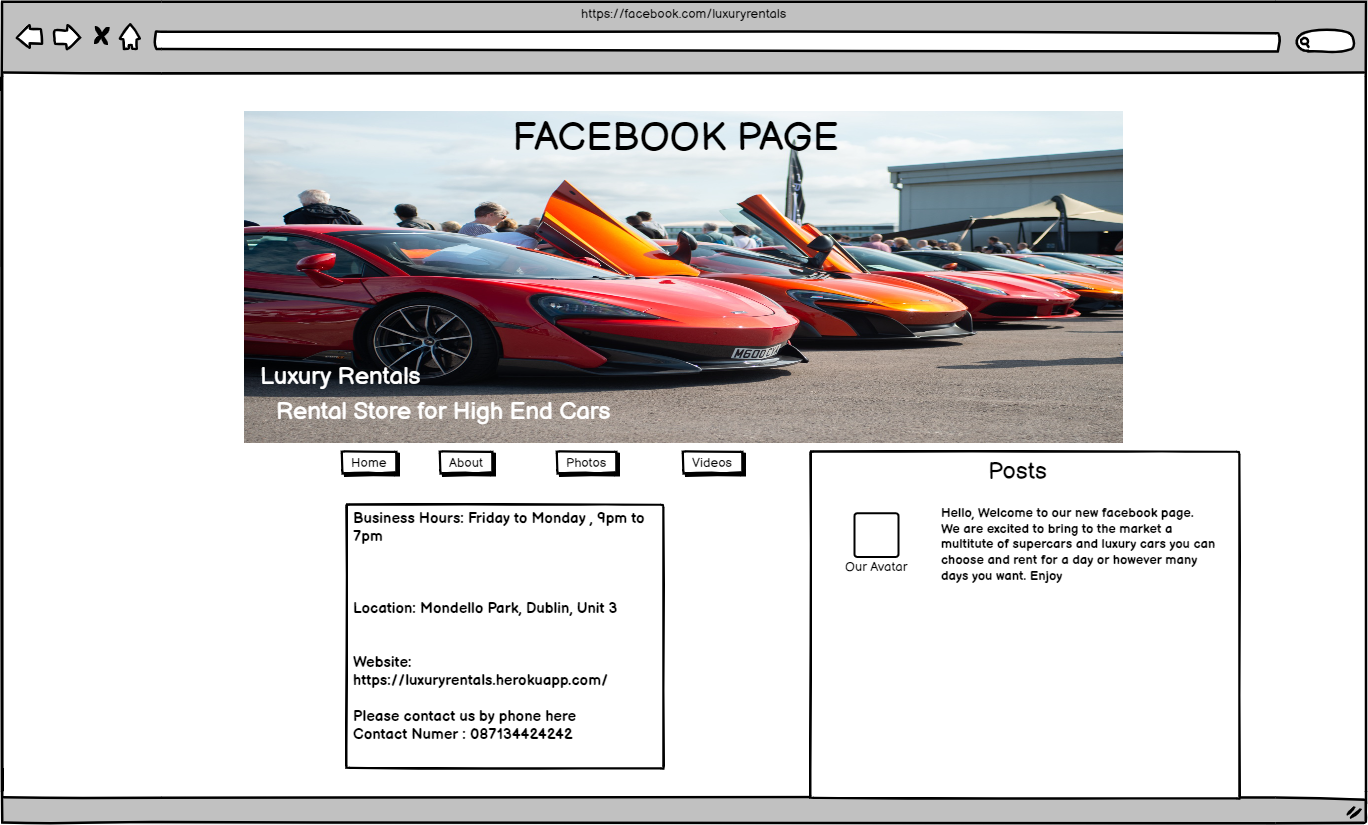 https://facebook.com/luxuryrentals
FACEBOOK PAGE
Luxury Rentals
Rental Store for High End Cars
Home
About
Photos
Videos
Business Hours: Friday to Monday , 9pm to
7pm
Location: Mondello Park, Dublin, Unit 3
Website:
https://luxuryrentals.herokuapp.com/
Please contact us by phone here
Contact Numer : 087134424242
Posts
Our Avatar
Hello, Welcome to our new facebook page.
We are excited to bring to the market a
multitute of supercars and luxury cars you can
choose and rent for a day or however many
days you want. Enjoy